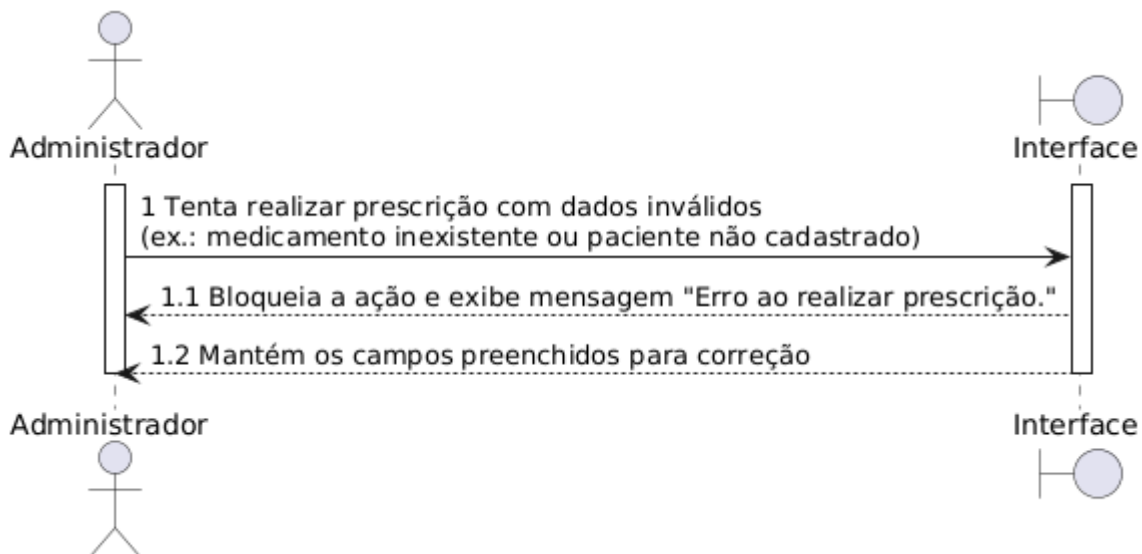 Administrador
Interface
1 Tenta realizar prescrição com dados inválidos
(ex.: medicamento inexistente ou paciente não cadastrado)
1.1 Bloqueia a ação e exibe mensagem "Erro ao realizar prescrição."
1.2 Mantém os campos preenchidos para correção
Administrador
Interface